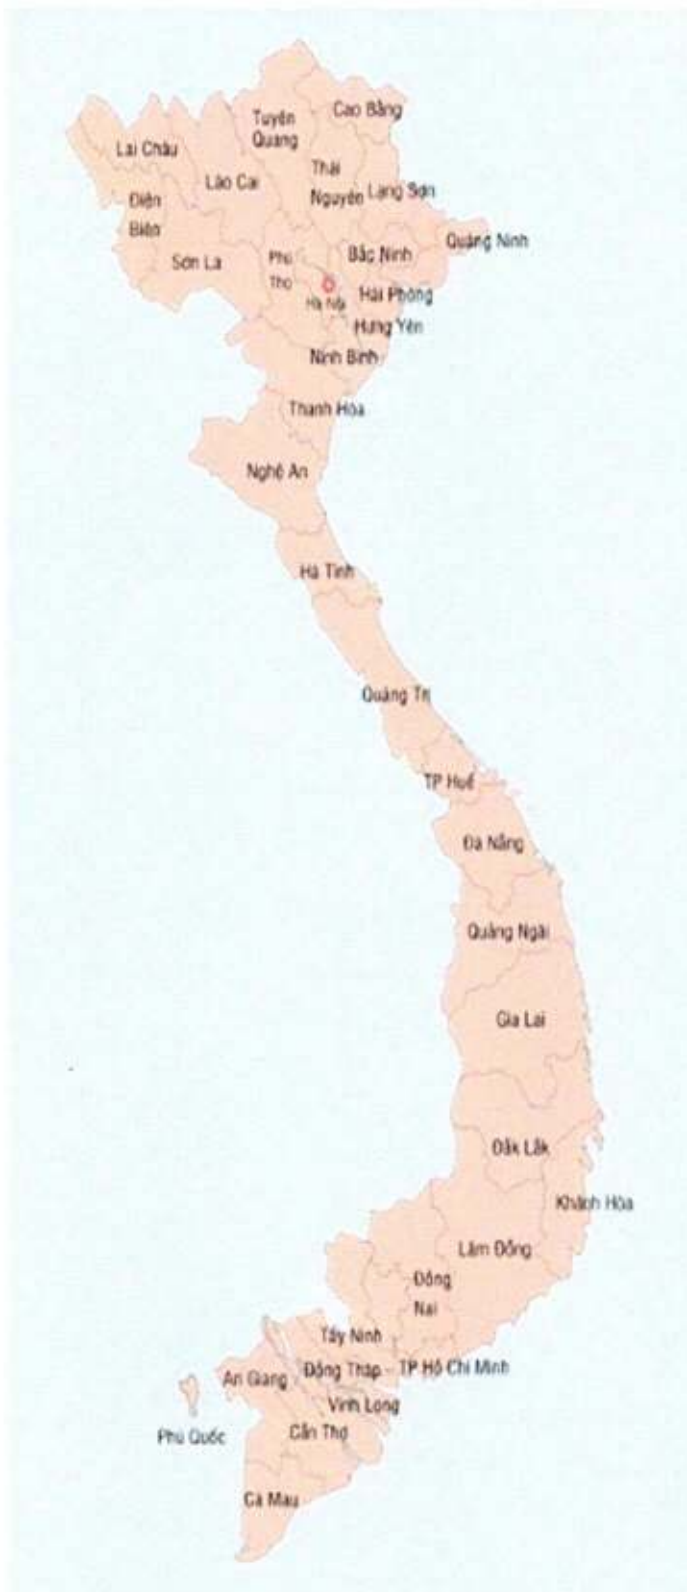 Cao Bằng
Tuyên
Quang
Lai Châu
Thái
Nguyên
Lào Cai
Lạng Sơn
Điện
Biên
Sơn La
Quảng Ninh
Phú
Thọ
Bắc Ninh
Hà Nội
Hải Phòng
Hưng Yên
Ninh Bình
Thanh Hóa
Nghệ An
Hà Tĩnh
Quảng Trị
TP Huế
Đà Nẵng
Quảng Ngãi
Gia Lai
Đắk Lắk
Khánh Hòa
Lâm Đồng
Đồng
Nai
Tây Ninh
An Giang
Đồng Tháp
TP Hồ Chí Minh
Vĩnh Long
Phú Quốc
Cần Thơ
Cà Mau